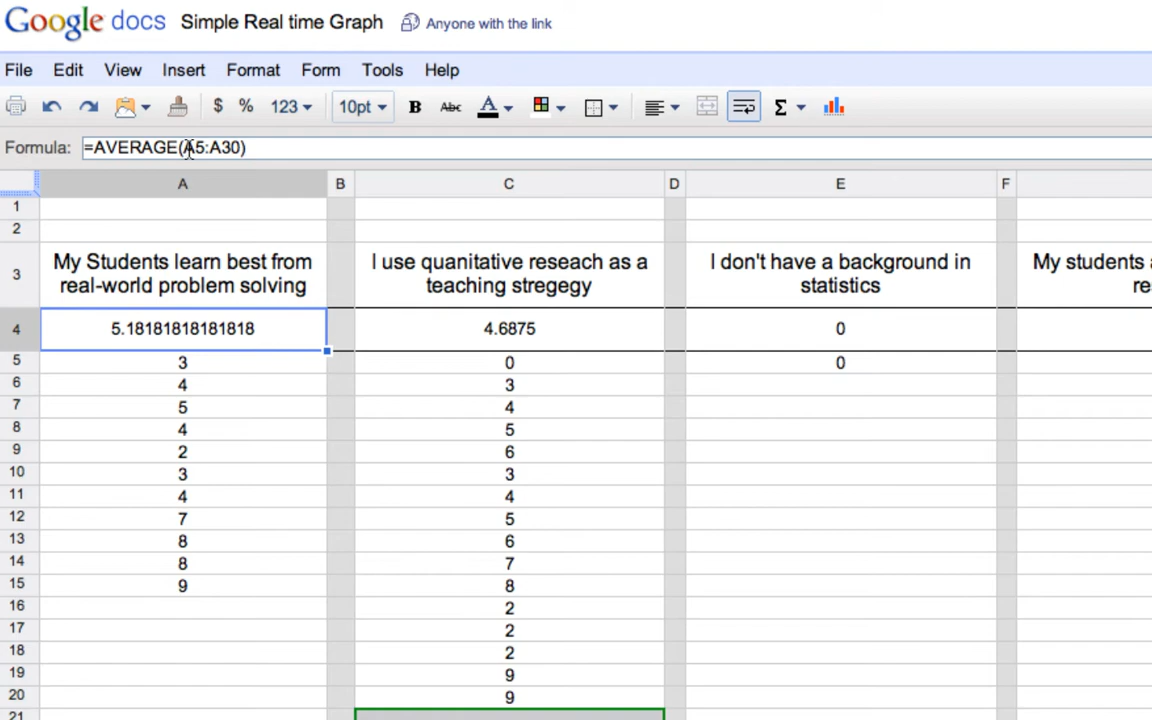 Google docs Simple Real time Graph Anyone with the link
File Edit View Insert Format Form Tools Help
$ % 123 10pt B Abc A Σ
Formula: =AVERAGE(A5:A30)
A B C D E F
1
2
3 My Students learn best from real-world problem solving I use quanitative reseach as a teaching stregegy I don't have a background in statistics My students
4 5.18181818181818 4.6875 0
5 3 0 0
6 4 3
7 5 4
8 4 5
9 2 6
10 3 3
11 4 4
12 7 5
13 8 6
14 8 7
15 9 8
16 2
17 2
18 2
19 9
20 9
21